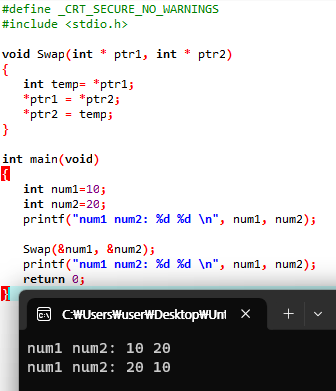 #define _CRT_SECURE_NO_WARNINGS
#include <stdio.h>

void Swap(int * ptr1, int * ptr2)
{
   int temp= *ptr1;
   *ptr1 = *ptr2;
   *ptr2 = temp;
}

int main(void)
{
   int num1=10;
   int num2=20;
   printf("num1 num2: %d %d \n", num1, num2);

   Swap(&num1, &num2);
   printf("num1 num2: %d %d \n", num1, num2);
   return 0;
}
C:₩Users₩user₩Desktop₩Unt
num1 num2: 10 20
num1 num2: 20 10